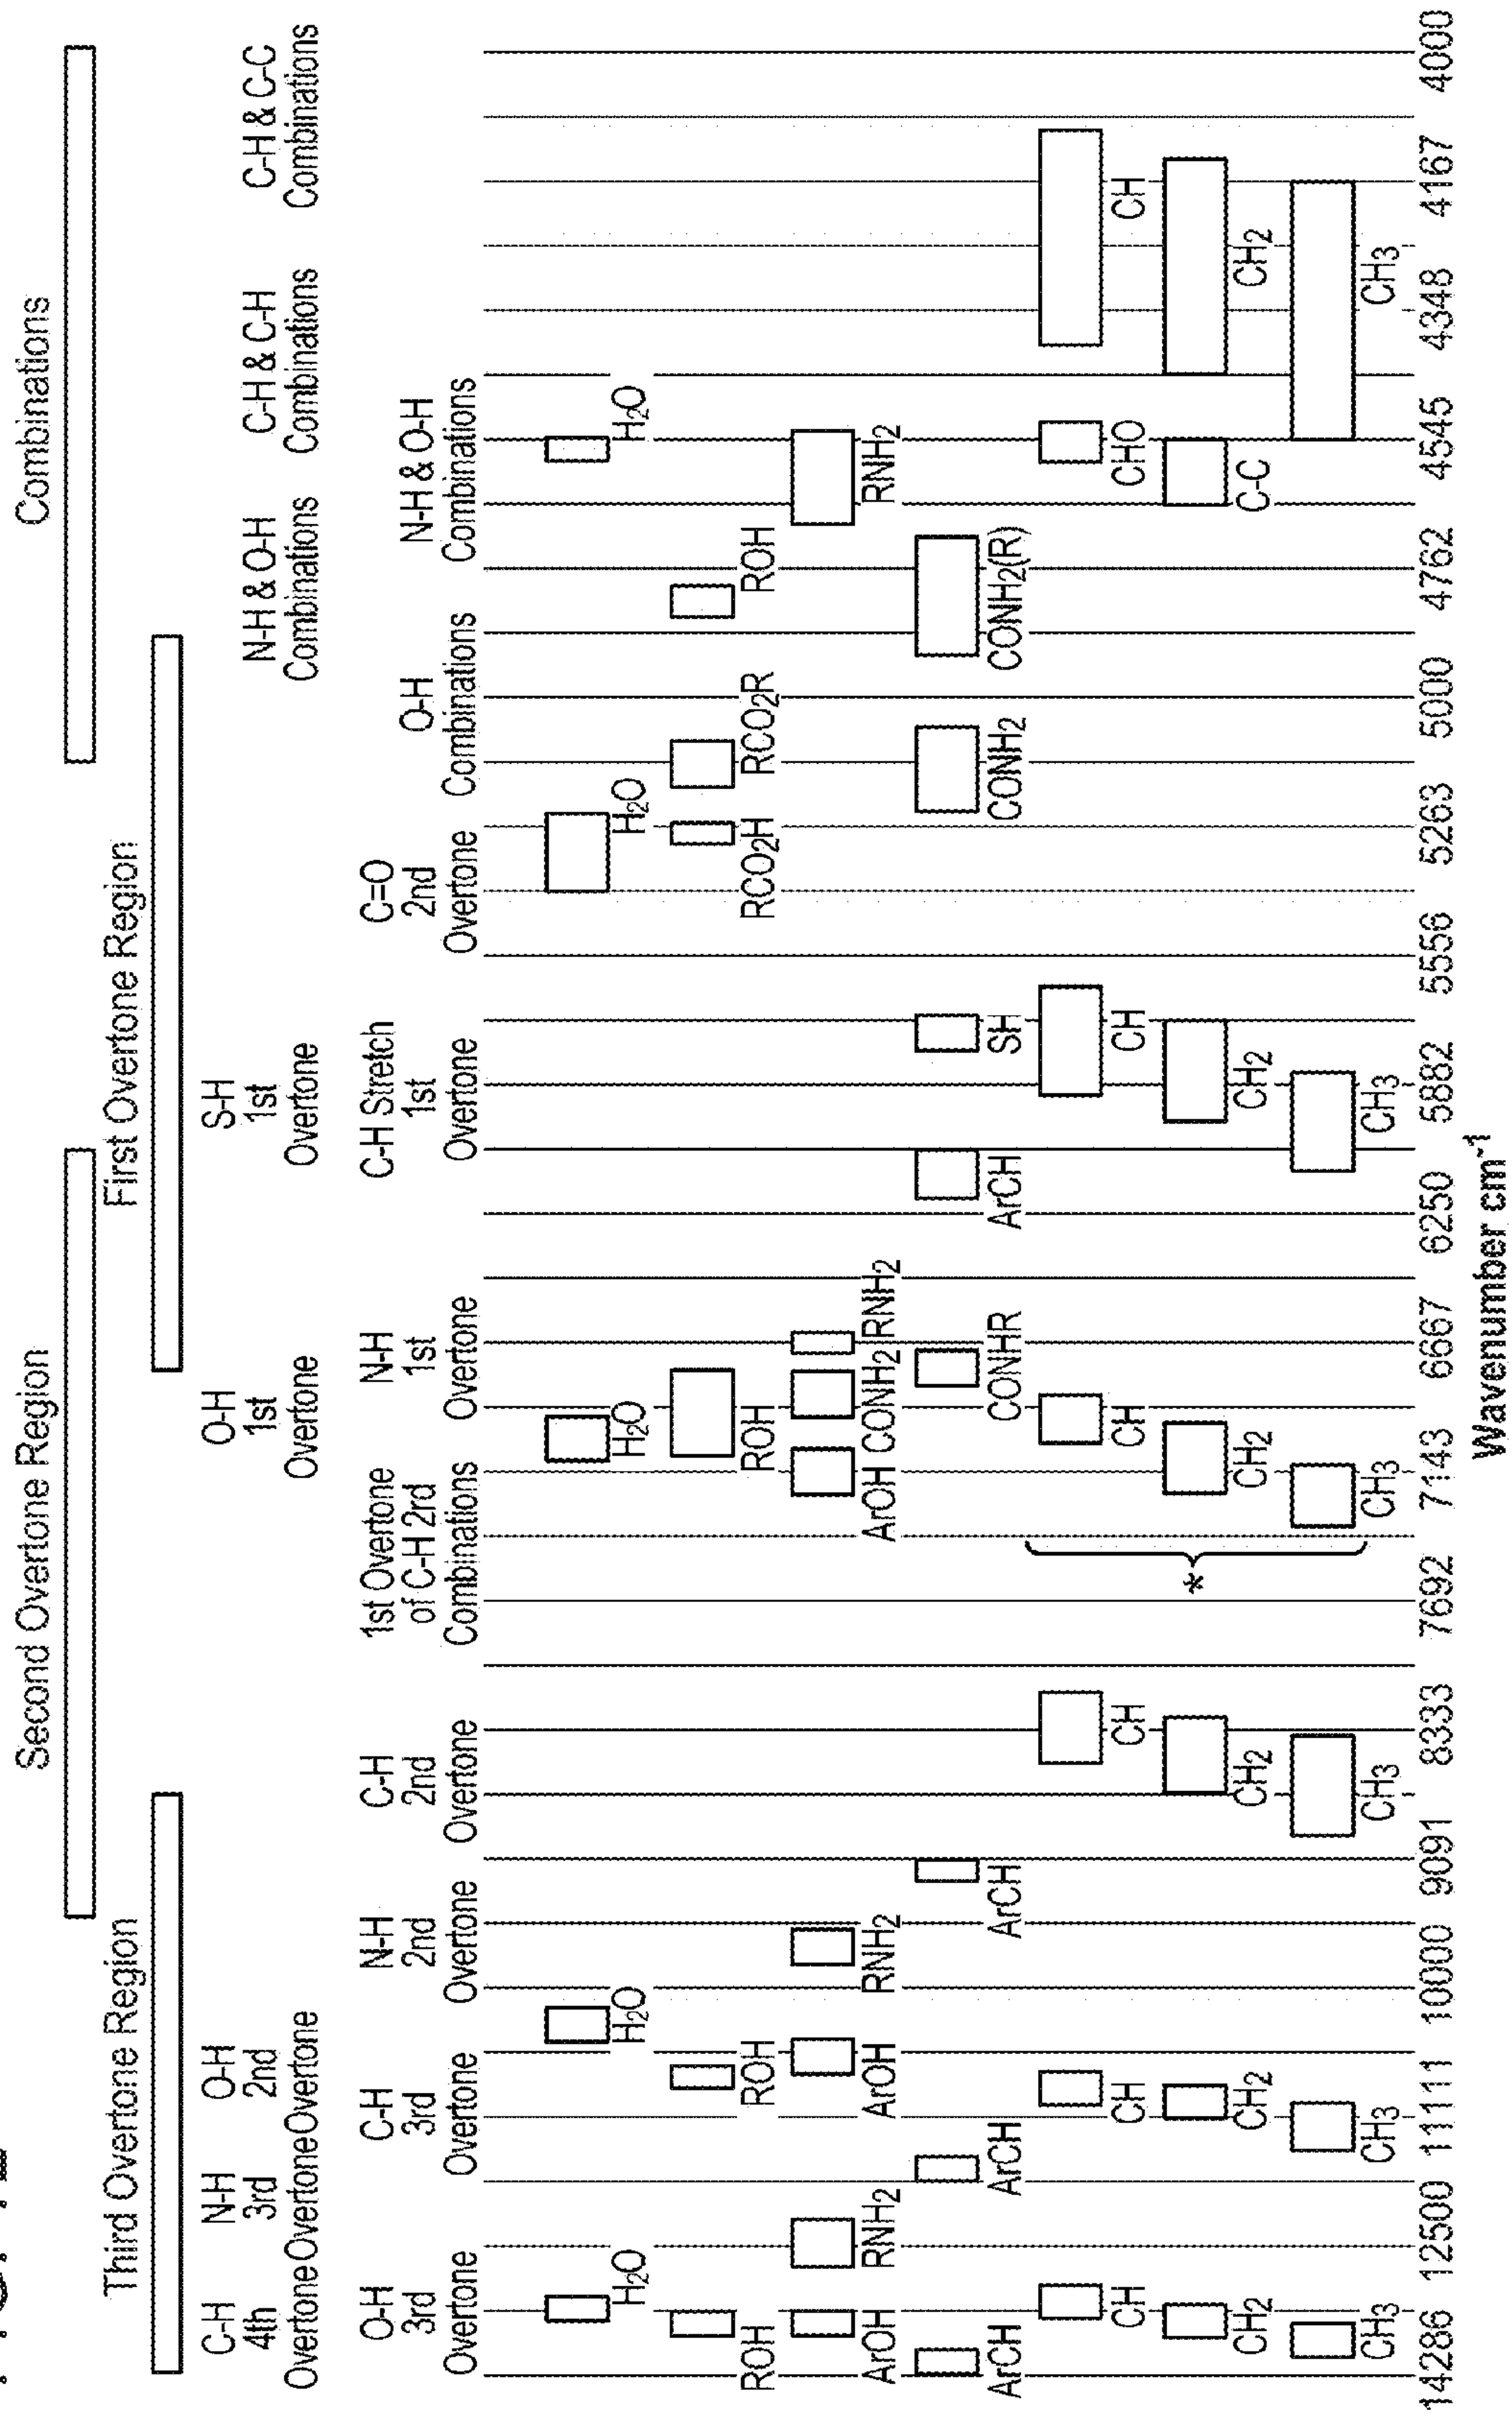 Third Overtone Region
Second Overtone Region
First Overtone Region
Combinations
C-H
4th
Overtone
N-H
3rd
Overtone
O-H
2nd
Overtone
O-H
1st
Overtone
S-H
1st
Overtone
N-H & O-H
Combinations
C-H & C-H
Combinations
C-H & C-C
Combinations
O-H
3rd
Overtone
C-H
3rd
Overtone
N-H
2nd
Overtone
C-H
2nd
Overtone
1st Overtone
of C-H 2rd
Combinations
N-H
1st
Overtone
C-H Stretch
1st
Overtone
C=O
2nd
Overtone
O-H
Combinations
N-H & O-H
Combinations
H2O
H2O
H2O
H2O
H2O
ROH
ROH
ROH
RCO2H
RCO2R
ROH
ArOH
RNH2
ArOH
RNH2
ArOH
CONH2
RNH2
RNH2
ArCH
ArCH
ArCH
CONHR
ArCH
SH
CONH2
CONH2(R)
CH
CH
CH
CH
CH
CHO
CH
CH2
CH2
CH2
*
CH2
CH2
C-C
CH2
CH3
CH3
CH3
CH3
CH3
CH3
14286 12500 11111 10000 9091 8333 7692 7143 6667 6250 5882 5556 5263 5000 4762 4545 4348 4167 4000
Wavenumber cm-1